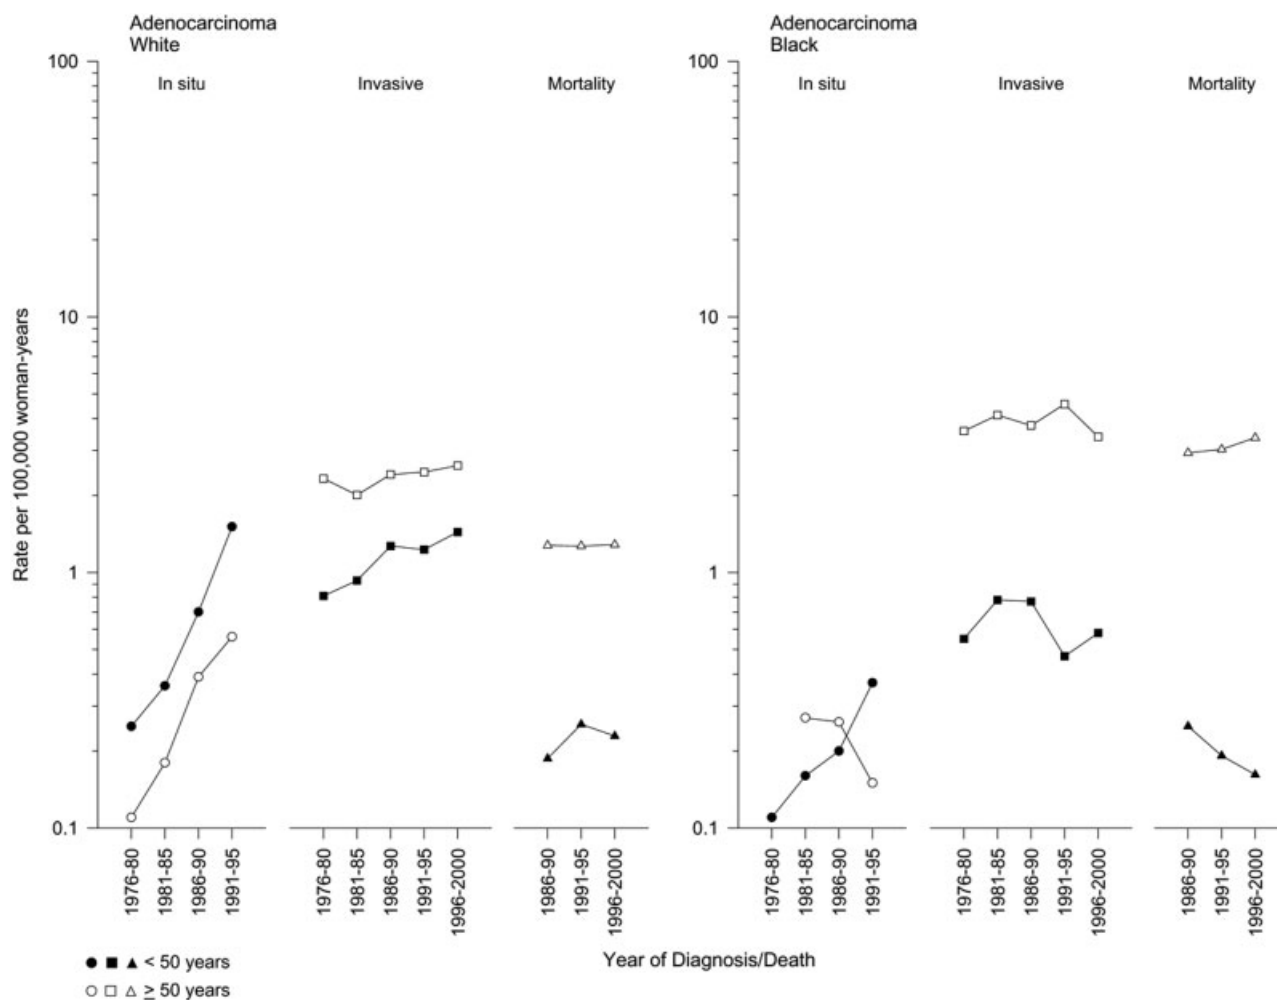 Adenocarcinoma
White
In situ
Invasive
Mortality
100
10
1
0.1
Rate per 100,000 woman-years
1976-80
1981-85
1986-90
1991-95
1976-80
1981-85
1986-90
1991-95
1996-2000
1986-90
1991-95
1996-2000
Adenocarcinoma
Black
In situ
Invasive
Mortality
100
10
1
0.1
1976-80
1981-85
1986-90
1991-95
1976-80
1981-85
1986-90
1991-95
1996-2000
1986-90
1991-95
1996-2000
Year of Diagnosis/Death
< 50 years
≥ 50 years